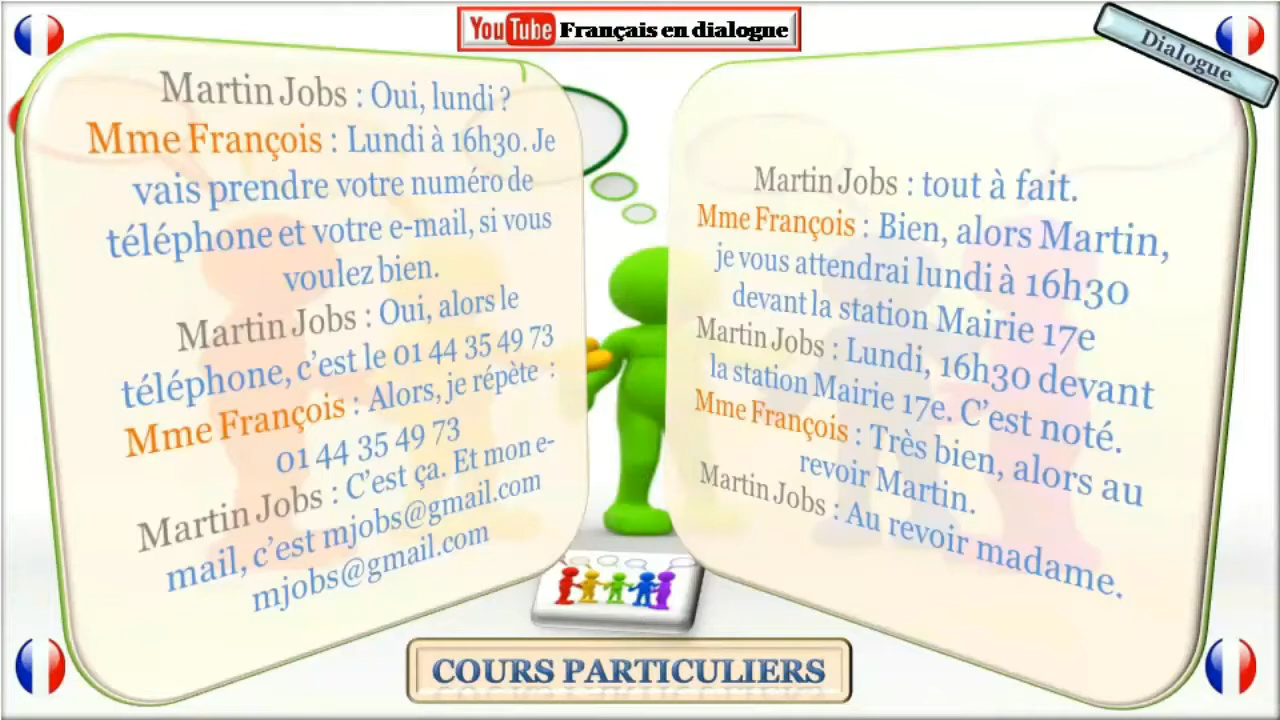 YouTube Français en dialogue
Dialogue
Martin Jobs : Oui, lundi ?
Mme François : Lundi à 16h30. Je
vais prendre votre numéro de
téléphone et votre e-mail, si vous
voulez bien.
Martin Jobs : Oui, alors le
téléphone, c'est le 01 44 35 49 73
Mme François : Alors, je répète :
01 44 35 49 73
Martin Jobs : C'est ça. Et mon e-
mail, c'est mjobs@gmail.com
mjobs@gmail.com
Martin Jobs : tout à fait.
Mme François : Bien, alors Martin,
je vous attendrai lundi à 16h30
devant la station Mairie 17e
Martin Jobs : Lundi, 16h30 devant
la station Mairie 17e. C'est noté.
Mme François : Très bien, alors au
revoir Martin.
Martin Jobs : Au revoir madame.
COURS PARTICULIERS